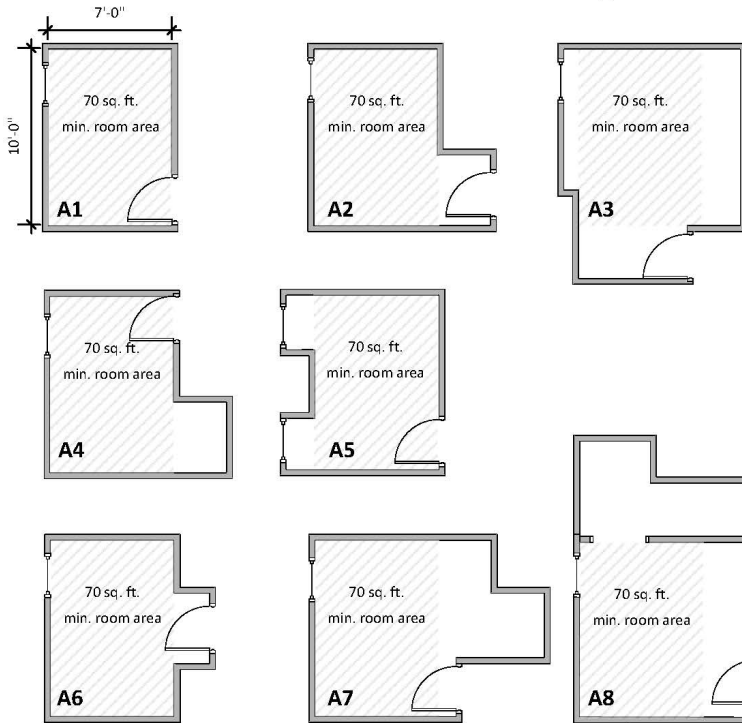 7'-0"
10'-0"
70 sq. ft.
min. room area
A1
70 sq. ft.
min. room area
A2
70 sq. ft.
min. room area
A3
70 sq. ft.
min. room area
A4
70 sq. ft.
min. room area
A5
70 sq. ft.
min. room area
A6
70 sq. ft.
min. room area
A7
70 sq. ft.
min. room area
A8